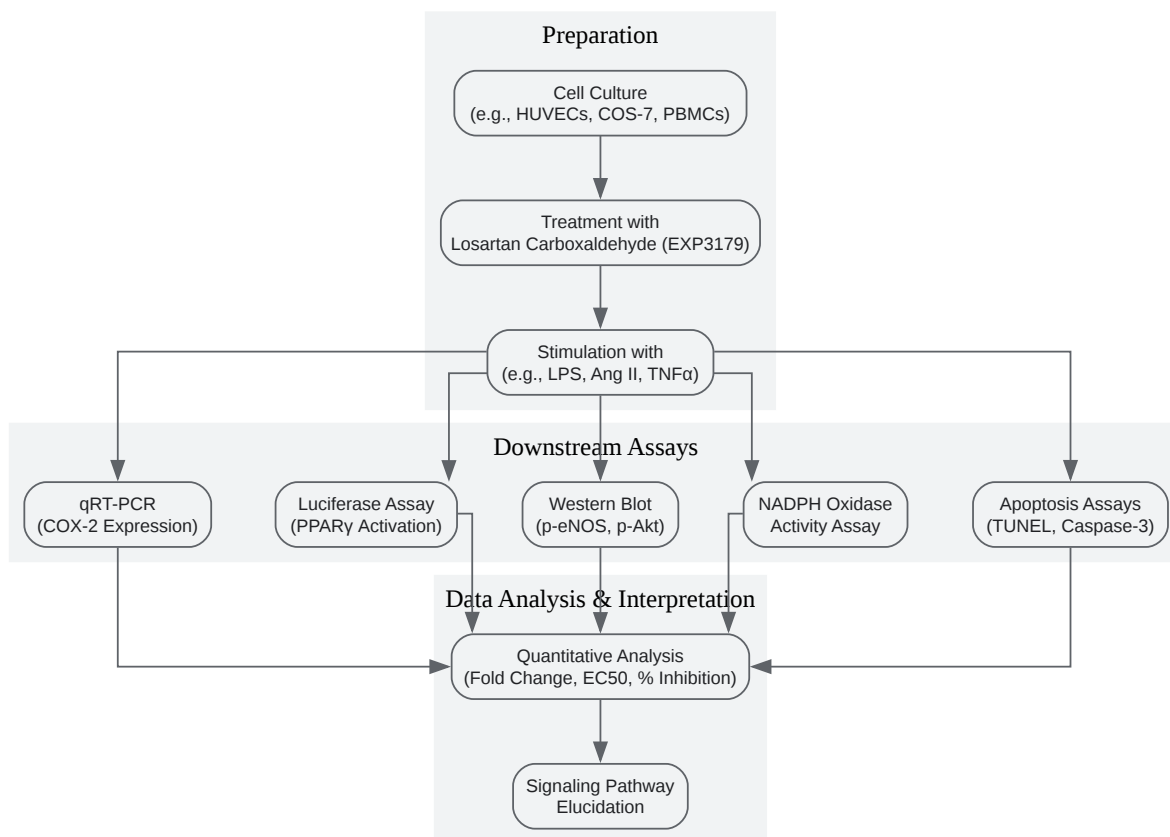 Preparation
Cell Culture
(e.g., HUVECs, COS-7, PBMCs)
Treatment with
Losartan Carboxaldehyde (EXP3179)
Stimulation with
(e.g., LPS, Ang II, TNFα)
Downstream Assays
qRT-PCR
(COX-2 Expression)
Luciferase Assay
(PPARγ Activation)
Western Blot
(p-eNOS, p-Akt)
NADPH Oxidase
Activity Assay
Apoptosis Assays
(TUNEL, Caspase-3)
Data Analysis & Interpretation
Quantitative Analysis
(Fold Change, EC50, % Inhibition)
Signaling Pathway
Elucidation